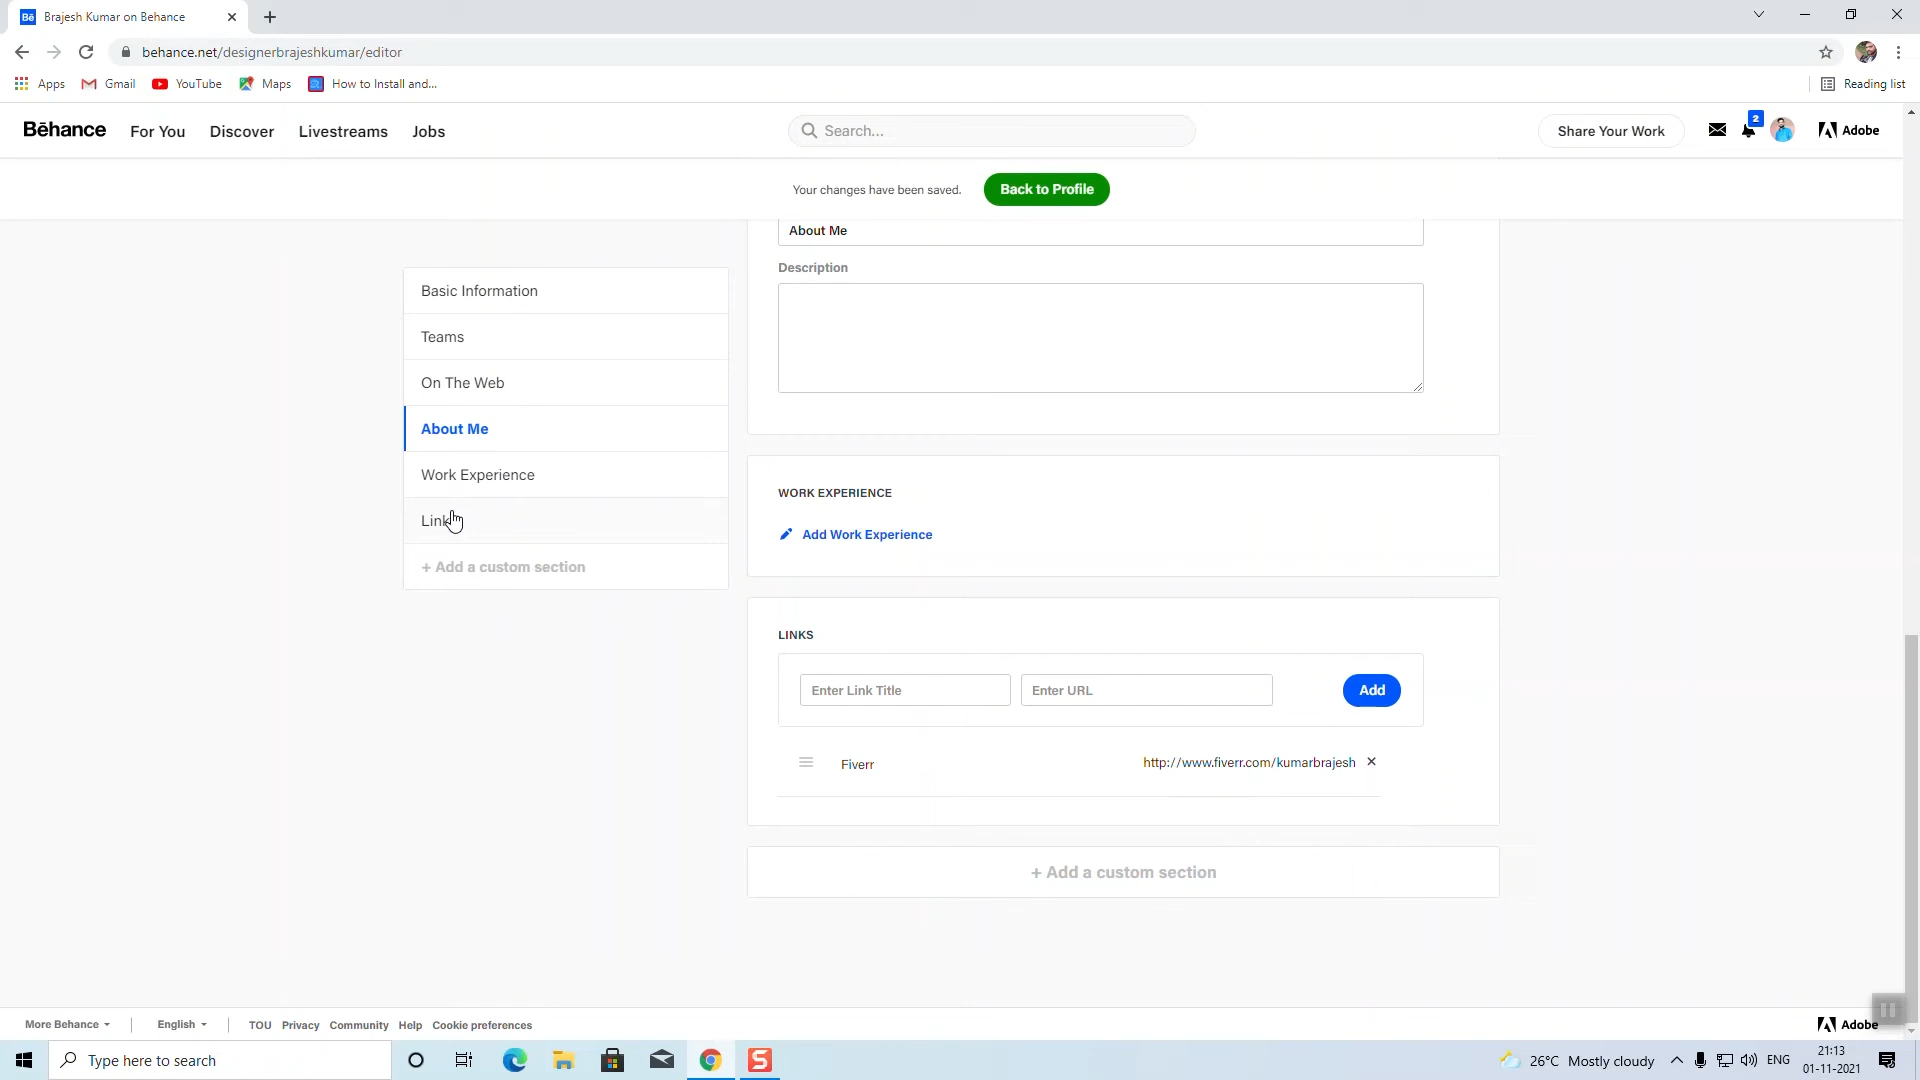 Bē Brajesh Kumar on Behance
behance.net/designerbrajeshkumar/editor
Apps Gmail YouTube Maps How to Install and... Reading list
Bēhance For You Discover Livestreams Jobs Search... Share Your Work 2 Adobe
Your changes have been saved. Back to Profile
About Me
Description
Basic Information
Teams
On The Web
About Me
Work Experience
Link
+ Add a custom section
WORK EXPERIENCE
Add Work Experience
LINKS
Enter Link Title Enter URL Add
Fiverr http://www.fiverr.com/kumarbrajesh
+ Add a custom section
More Behance English TOU Privacy Community Help Cookie preferences Adobe
Type here to search 26°C Mostly cloudy ENG 21:13
01-11-2021